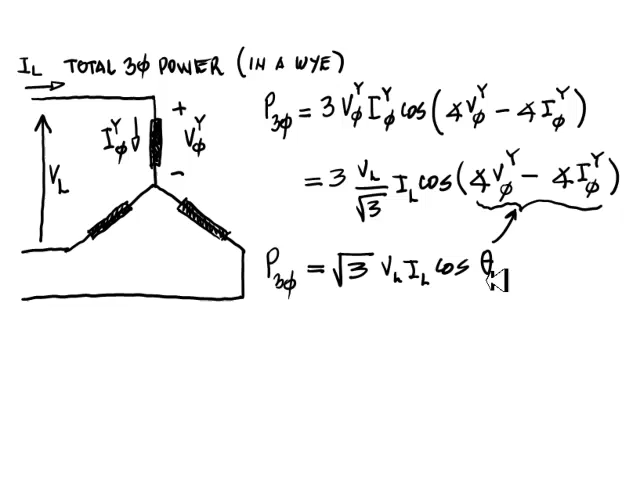 I_L TOTAL 3ϕ POWER (IN A WYE)
P_3ϕ = 3 V_ϕ^Y I_ϕ^Y cos(∡V_ϕ^Y − ∡I_ϕ^Y)
+
I_ϕ^Y V_ϕ^Y
−
V_L
= 3 V_L/√3 I_L cos(∡V_ϕ^Y − ∡I_ϕ^Y)
P_3ϕ = √3 V_L I_L cos θ